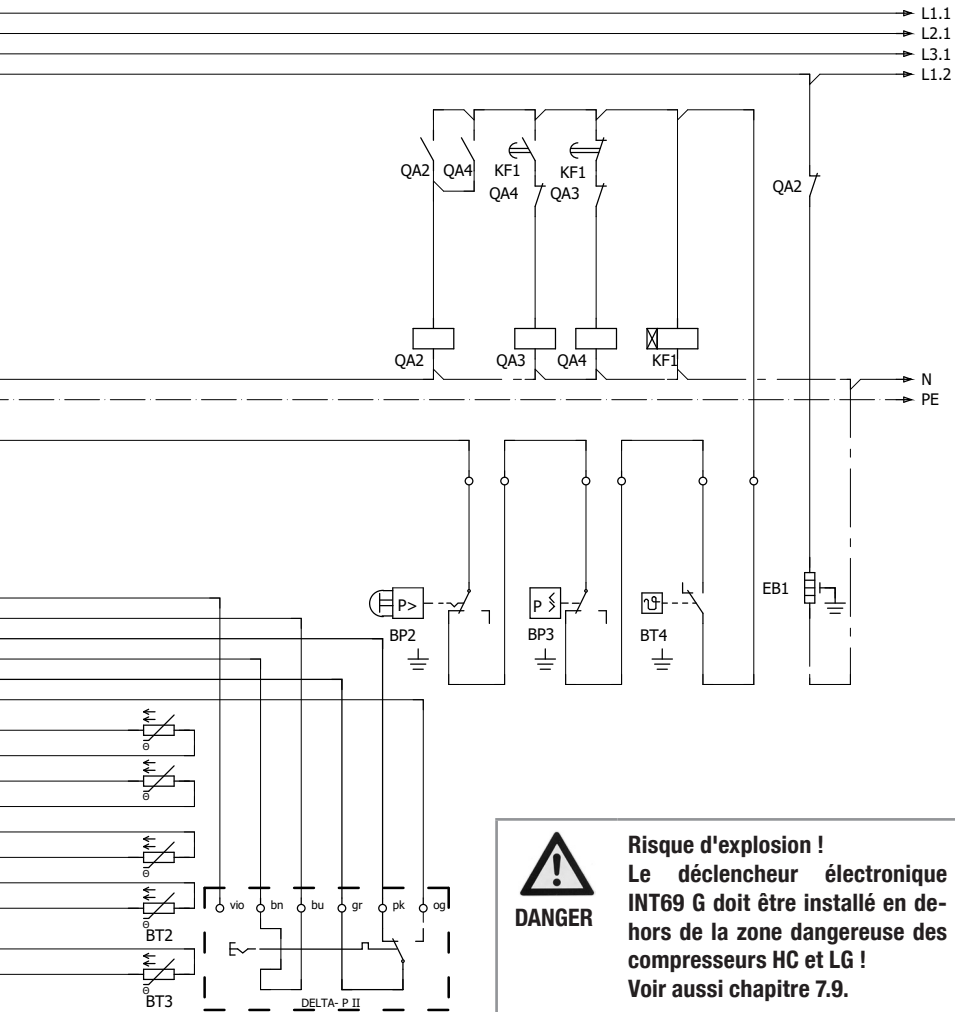 L1.1
L2.1
L3.1
L1.2
QA2 QA4 KF1 KF1
QA4 QA3
QA2
QA2 QA3 QA4 KF1
N
PE
P> P ϑ
BP2 BP3 BT4
EB1
Θ
Θ
Θ
Θ
BT2
Θ
BT3
vio bn bu gr pk og
DELTA- P II
DANGER
Risque d'explosion !
Le déclencheur électronique
INT69 G doit être installé en de-
hors de la zone dangereuse des
compresseurs HC et LG !
Voir aussi chapitre 7.9.